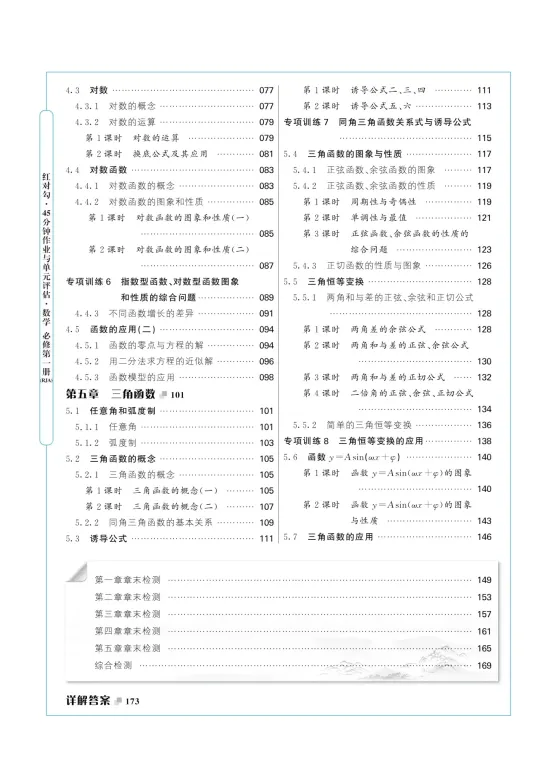 红对勾·45分钟作业与单元评估·数学 必修第一册(RJA)
4.3 对数 …… 077
4.3.1 对数的概念 …… 077
4.3.2 对数的运算 …… 079
第1课时 对数的运算 …… 079
第2课时 换底公式及其应用 …… 081
4.4 对数函数 …… 083
4.4.1 对数函数的概念 …… 083
4.4.2 对数函数的图象和性质 …… 085
第1课时 对数函数的图象和性质(一)
…… 085
第2课时 对数函数的图象和性质(二)
…… 087
专项训练6 指数型函数、对数型函数图象
和性质的综合问题 …… 089
4.4.3 不同函数增长的差异 …… 091
4.5 函数的应用(二) …… 094
4.5.1 函数的零点与方程的解 …… 094
4.5.2 用二分法求方程的近似解 …… 096
4.5.3 函数模型的应用 …… 098
第五章 三角函数 101
5.1 任意角和弧度制 …… 101
5.1.1 任意角 …… 101
5.1.2 弧度制 …… 103
5.2 三角函数的概念 …… 105
5.2.1 三角函数的概念 …… 105
第1课时 三角函数的概念(一) …… 105
第2课时 三角函数的概念(二) …… 107
5.2.2 同角三角函数的基本关系 …… 109
5.3 诱导公式 …… 111
第1课时 诱导公式二、三、四 …… 111
第2课时 诱导公式五、六 …… 113
专项训练7 同角三角函数关系式与诱导公式
…… 115
5.4 三角函数的图象与性质 …… 117
5.4.1 正弦函数、余弦函数的图象 …… 117
5.4.2 正弦函数、余弦函数的性质 …… 119
第1课时 周期性与奇偶性 …… 119
第2课时 单调性与最值 …… 121
第3课时 正弦函数、余弦函数的性质的
综合问题 …… 123
5.4.3 正切函数的性质与图象 …… 126
5.5 三角恒等变换 …… 128
5.5.1 两角和与差的正弦、余弦和正切公式
…… 128
第1课时 两角差的余弦公式 …… 128
第2课时 两角和与差的正弦、余弦公式
…… 130
第3课时 两角和与差的正切公式 …… 132
第4课时 二倍角的正弦、余弦、正切公式
…… 134
5.5.2 简单的三角恒等变换 …… 136
专项训练8 三角恒等变换的应用 …… 138
5.6 函数 y=Asin(ωx+φ) …… 140
第1课时 函数 y=Asin(ωx+φ)的图象
…… 140
第2课时 函数 y=Asin(ωx+φ)的图象
与性质 …… 143
5.7 三角函数的应用 …… 146
第一章章末检测 …… 149
第二章章末检测 …… 153
第三章章末检测 …… 157
第四章章末检测 …… 161
第五章章末检测 …… 165
综合检测 …… 169
详解答案 173